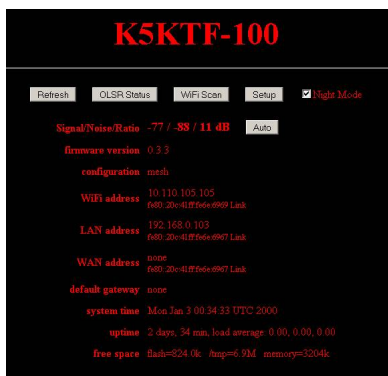 K5KTF-100
Refresh OLSR Status WiFi Scan Setup Night Mode
Signal/Noise/Ratio -77 / -88 / 11 dB Auto
firmware version 0.3.3
configuration mesh
WiFi address 10.110.105.105
fe80::20c:41ff:fe6e:6969 Link
LAN address 192.168.0.103
fe80::20c:41ff:fe6e:6967 Link
WAN address none
fe80::20c:41ff:fe6e:6967 Link
default gateway none
system time Mon Jan 3 00:34:33 UTC 2000
uptime 2 days, 34 min, load average: 0.00, 0.00, 0.00
free space flash=824.0k /tmp=6.9M memory=3204k